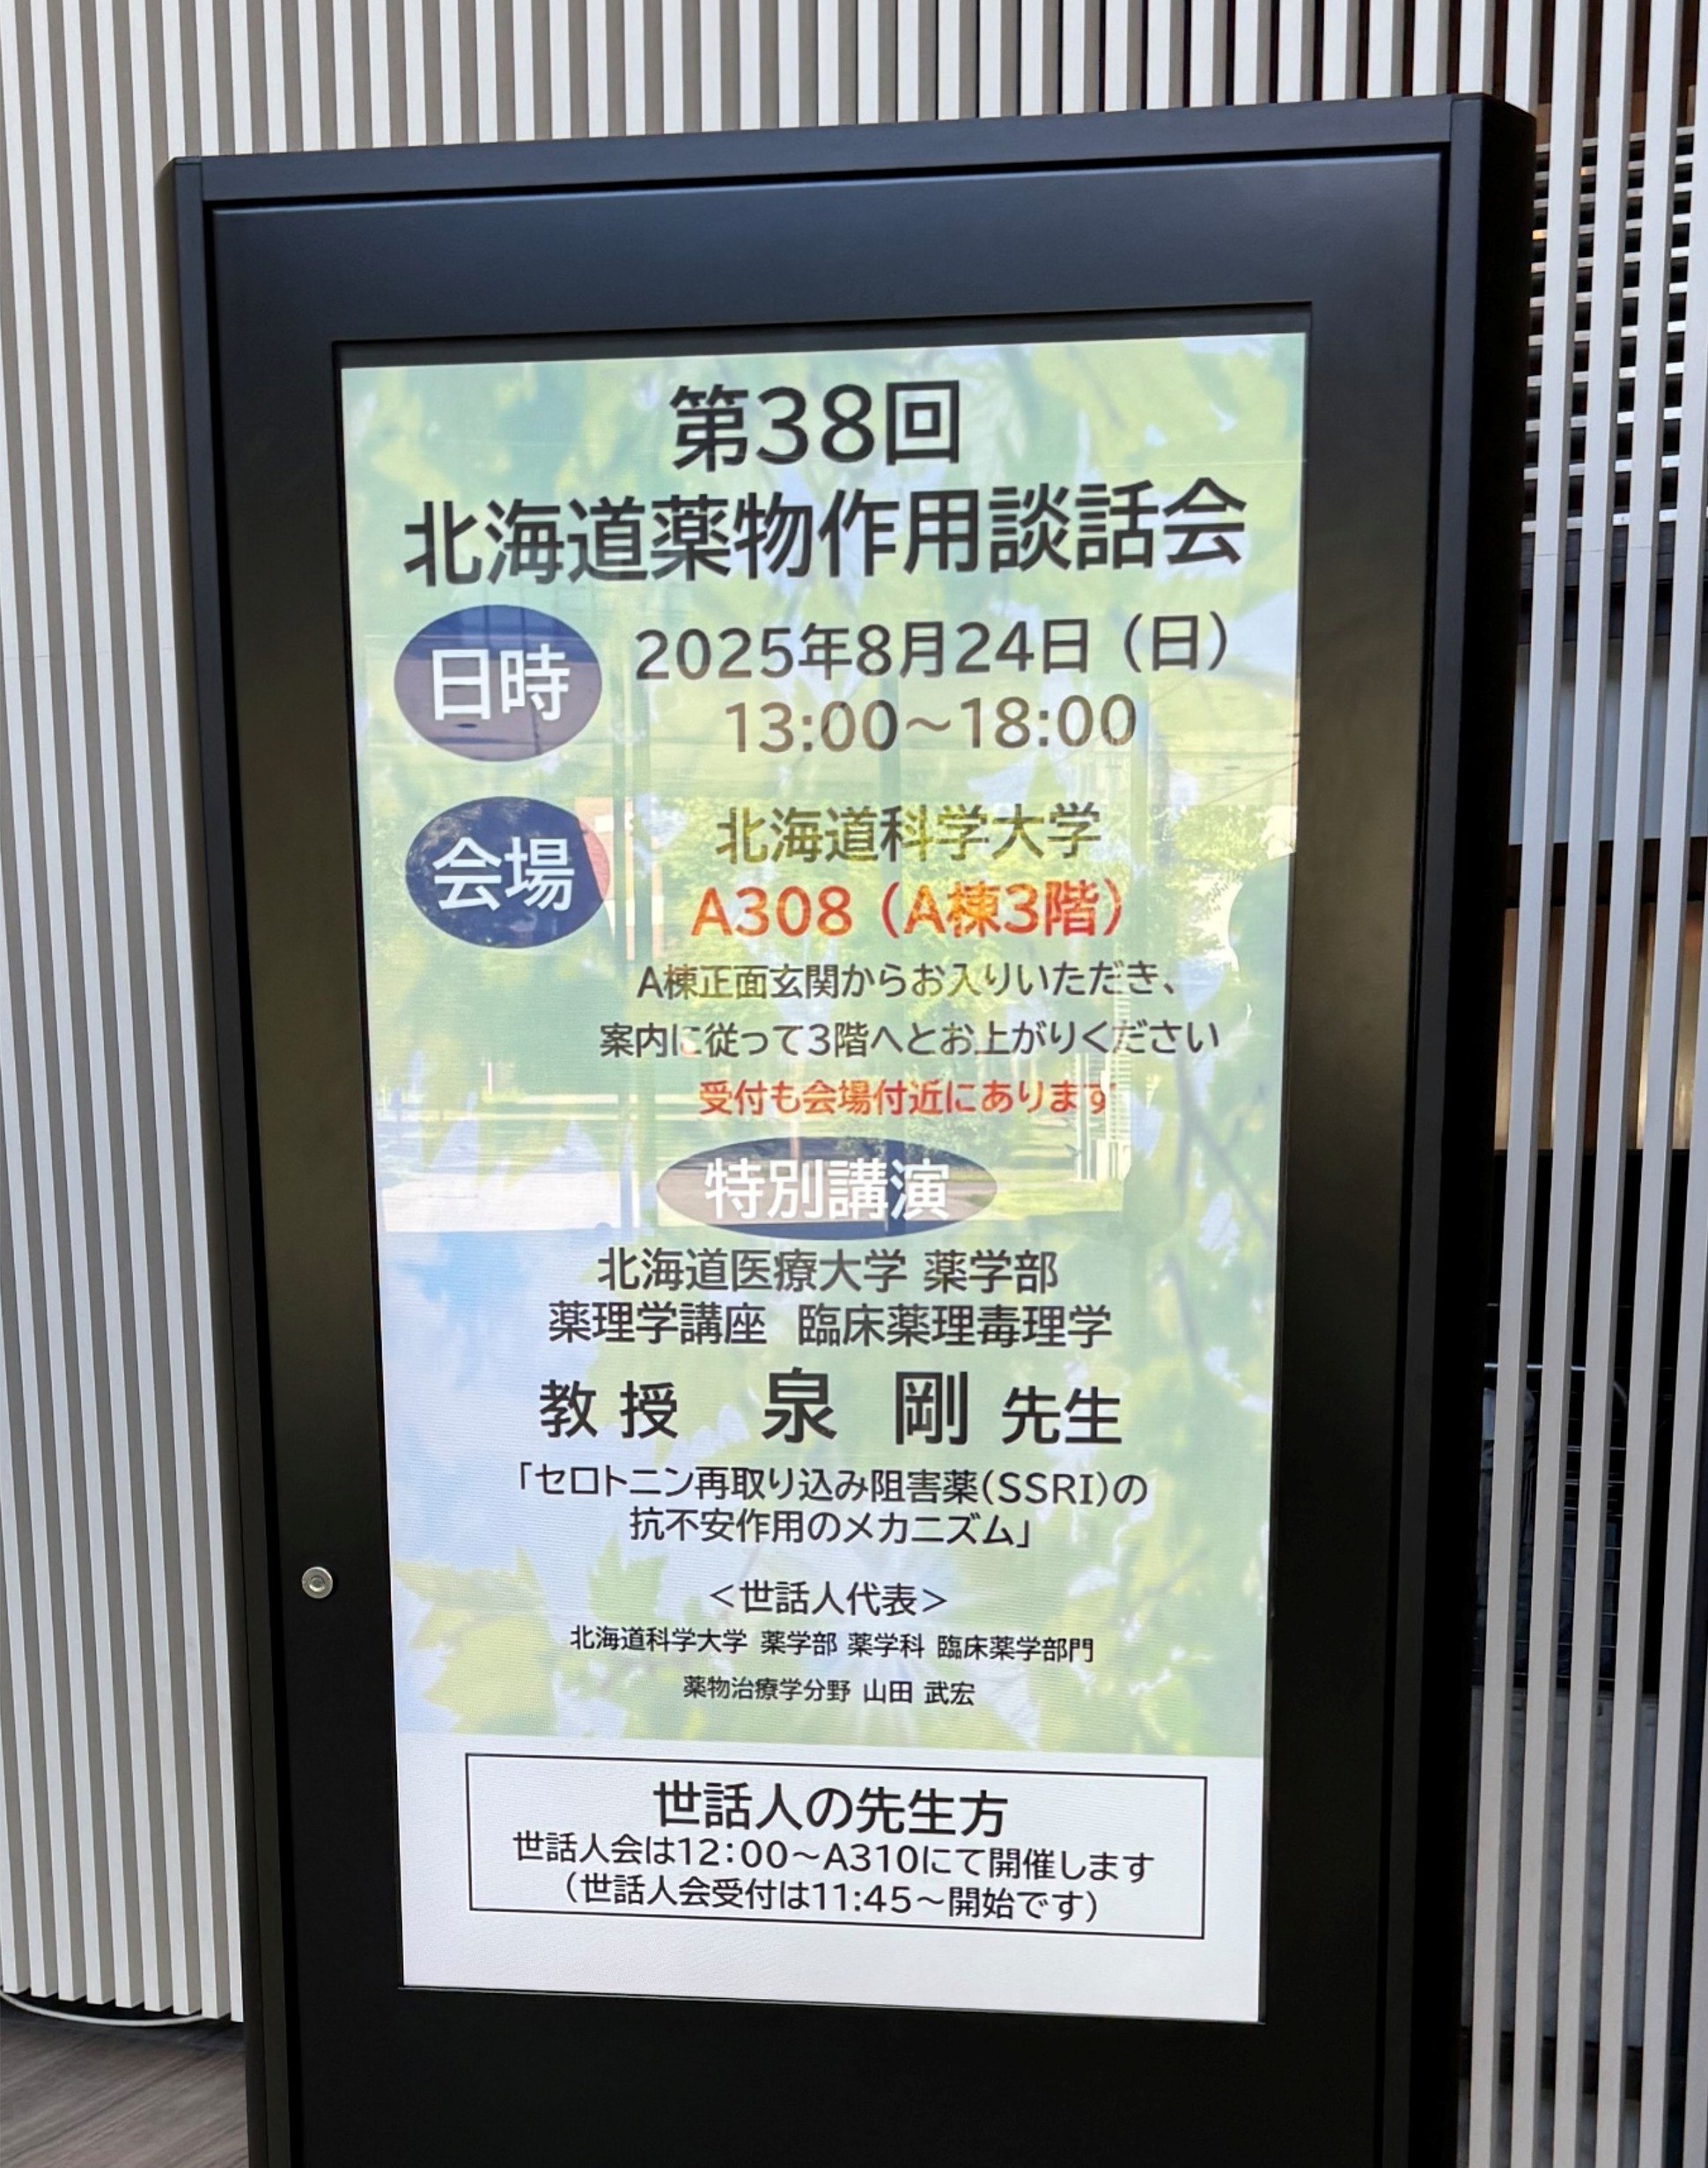 第38回
北海道薬物作用談話会
日時
2025年8月24日（日）
13:00～18:00
会場
北海道科学大学
A308（A棟3階）
A棟正面玄関からお入りいただき、
案内に従って3階へとお上がりください
受付も会場付近にあります
特別講演
北海道医療大学 薬学部
薬理学講座 臨床薬理毒理学
教授 泉 剛 先生
「セロトニン再取り込み阻害薬（SSRI）の
抗不安作用のメカニズム」
＜世話人代表＞
北海道科学大学 薬学部 薬学科 臨床薬学部門
薬物治療学分野 山田 武宏
世話人の先生方
世話人会は12：00～A310にて開催します
（世話人会受付は11:45～開始です）